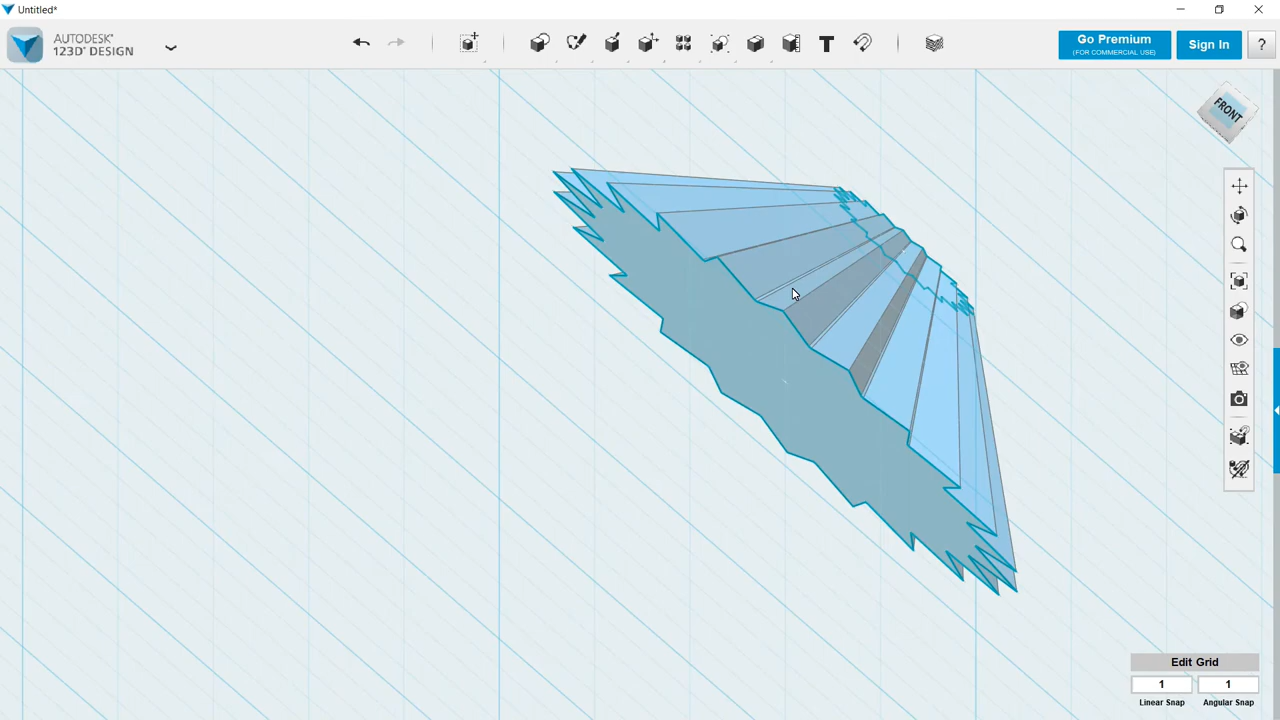 Untitled*
AUTODESK®
123D® DESIGN
Go Premium
(FOR COMMERCIAL USE)
Sign In
?
FRONT
Edit Grid
1 1
Linear Snap Angular Snap